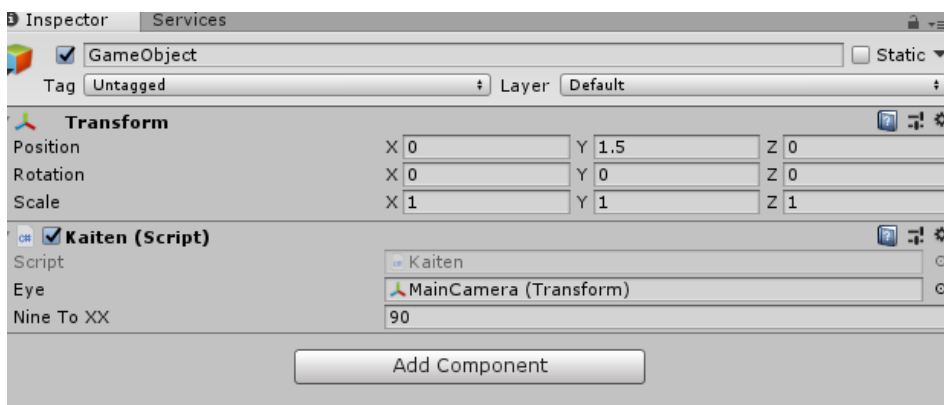 Inspector Services
GameObject Static
Tag Untagged Layer Default
Transform
Position X 0 Y 1.5 Z 0
Rotation X 0 Y 0 Z 0
Scale X 1 Y 1 Z 1
Kaiten (Script)
Script Kaiten
Eye MainCamera (Transform)
Nine To XX 90
Add Component